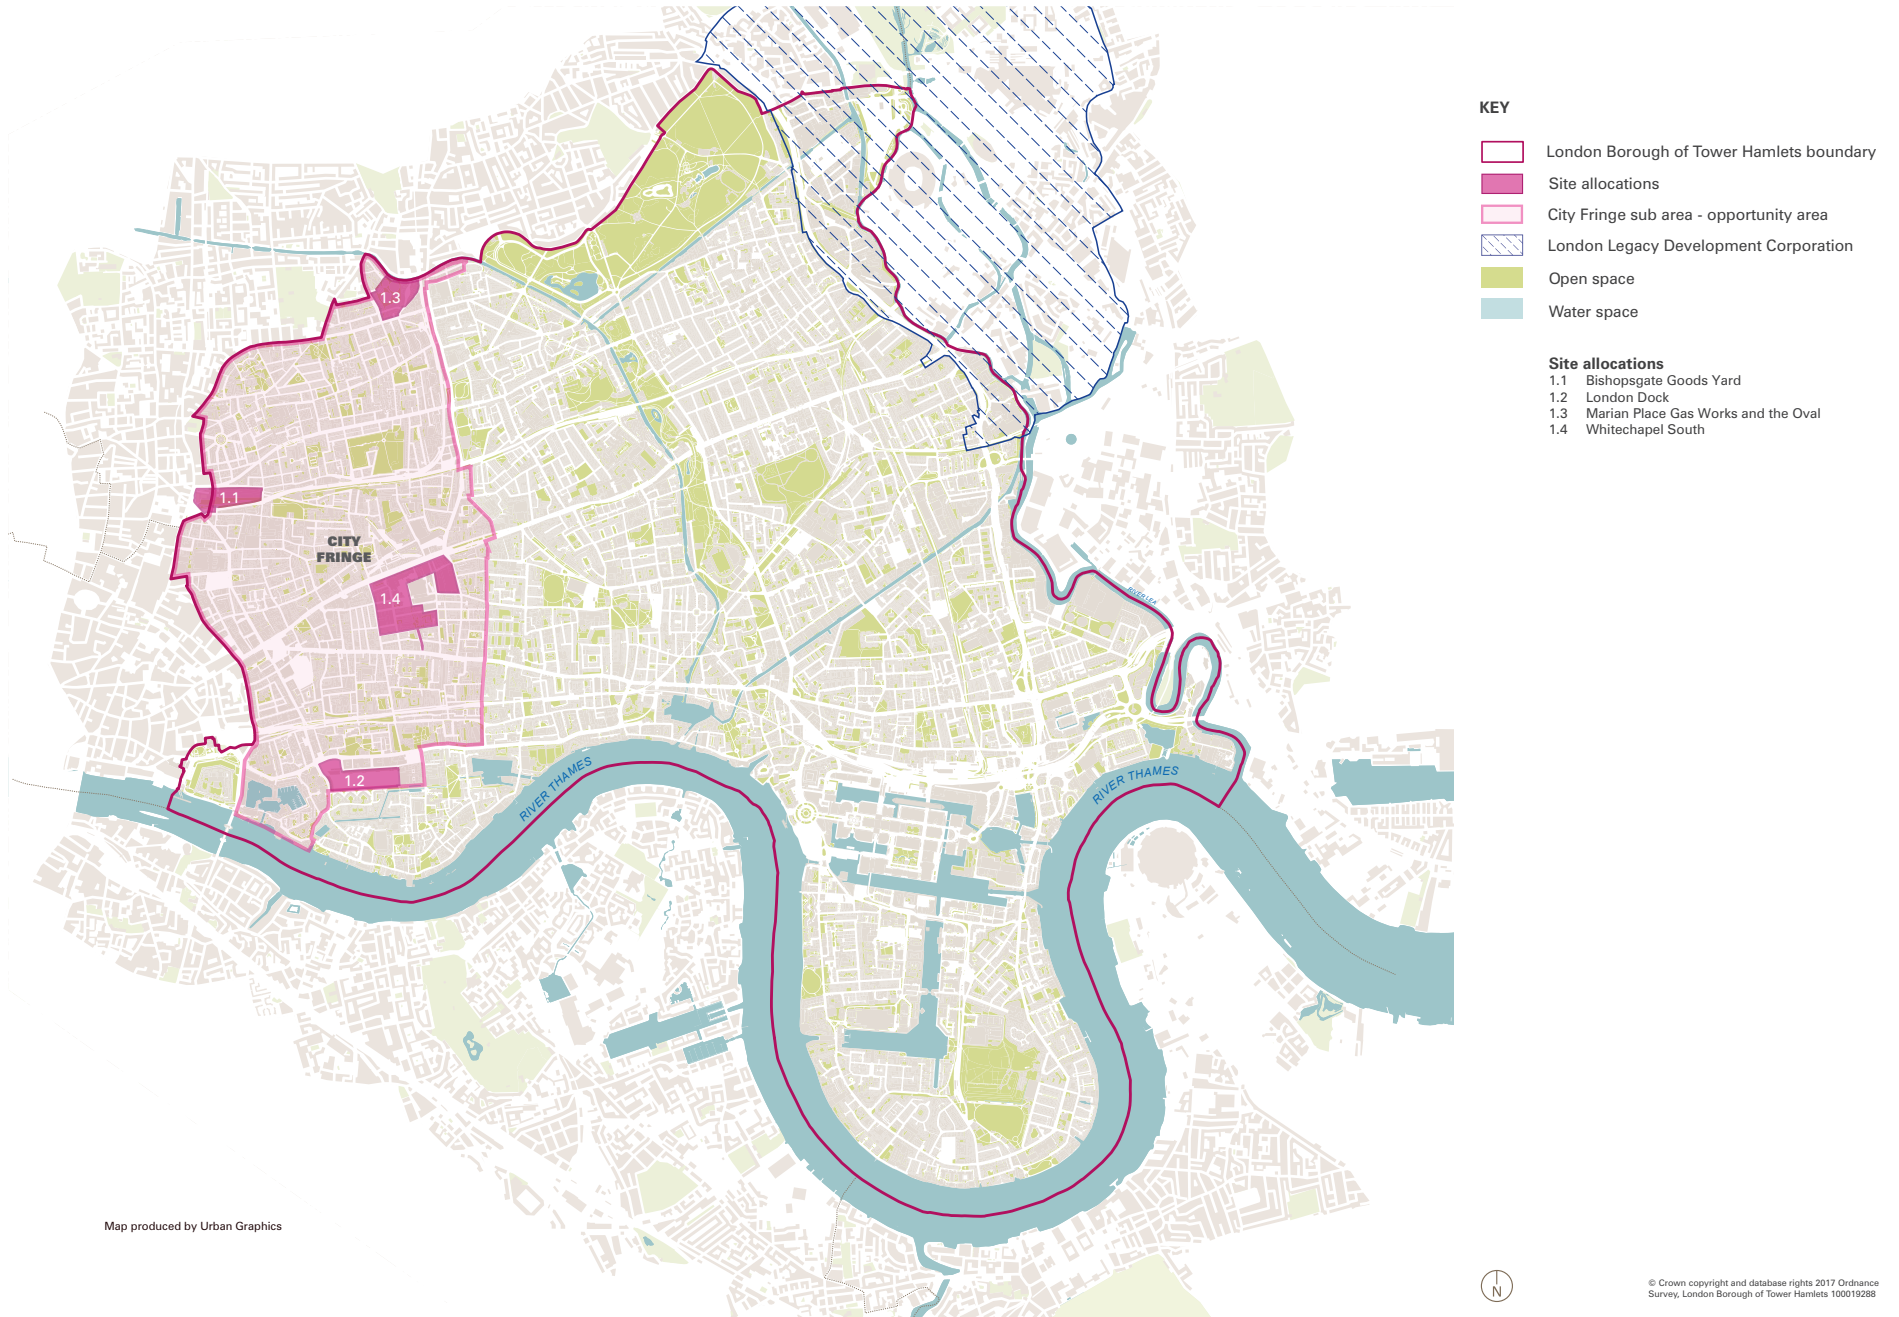 KEY
London Borough of Tower Hamlets boundary
Site allocations
City Fringe sub area - opportunity area
London Legacy Development Corporation
Open space
Water space
Site allocations
1.1 Bishopsgate Goods Yard
1.2 London Dock
1.3 Marian Place Gas Works and the Oval
1.4 Whitechapel South
1.3
1.1
CITY
FRINGE
1.4
1.2
RIVER THAMES
RIVER THAMES
RIVER LEA
Map produced by Urban Graphics
N
© Crown copyright and database rights 2017 Ordnance
Survey, London Borough of Tower Hamlets 100019288